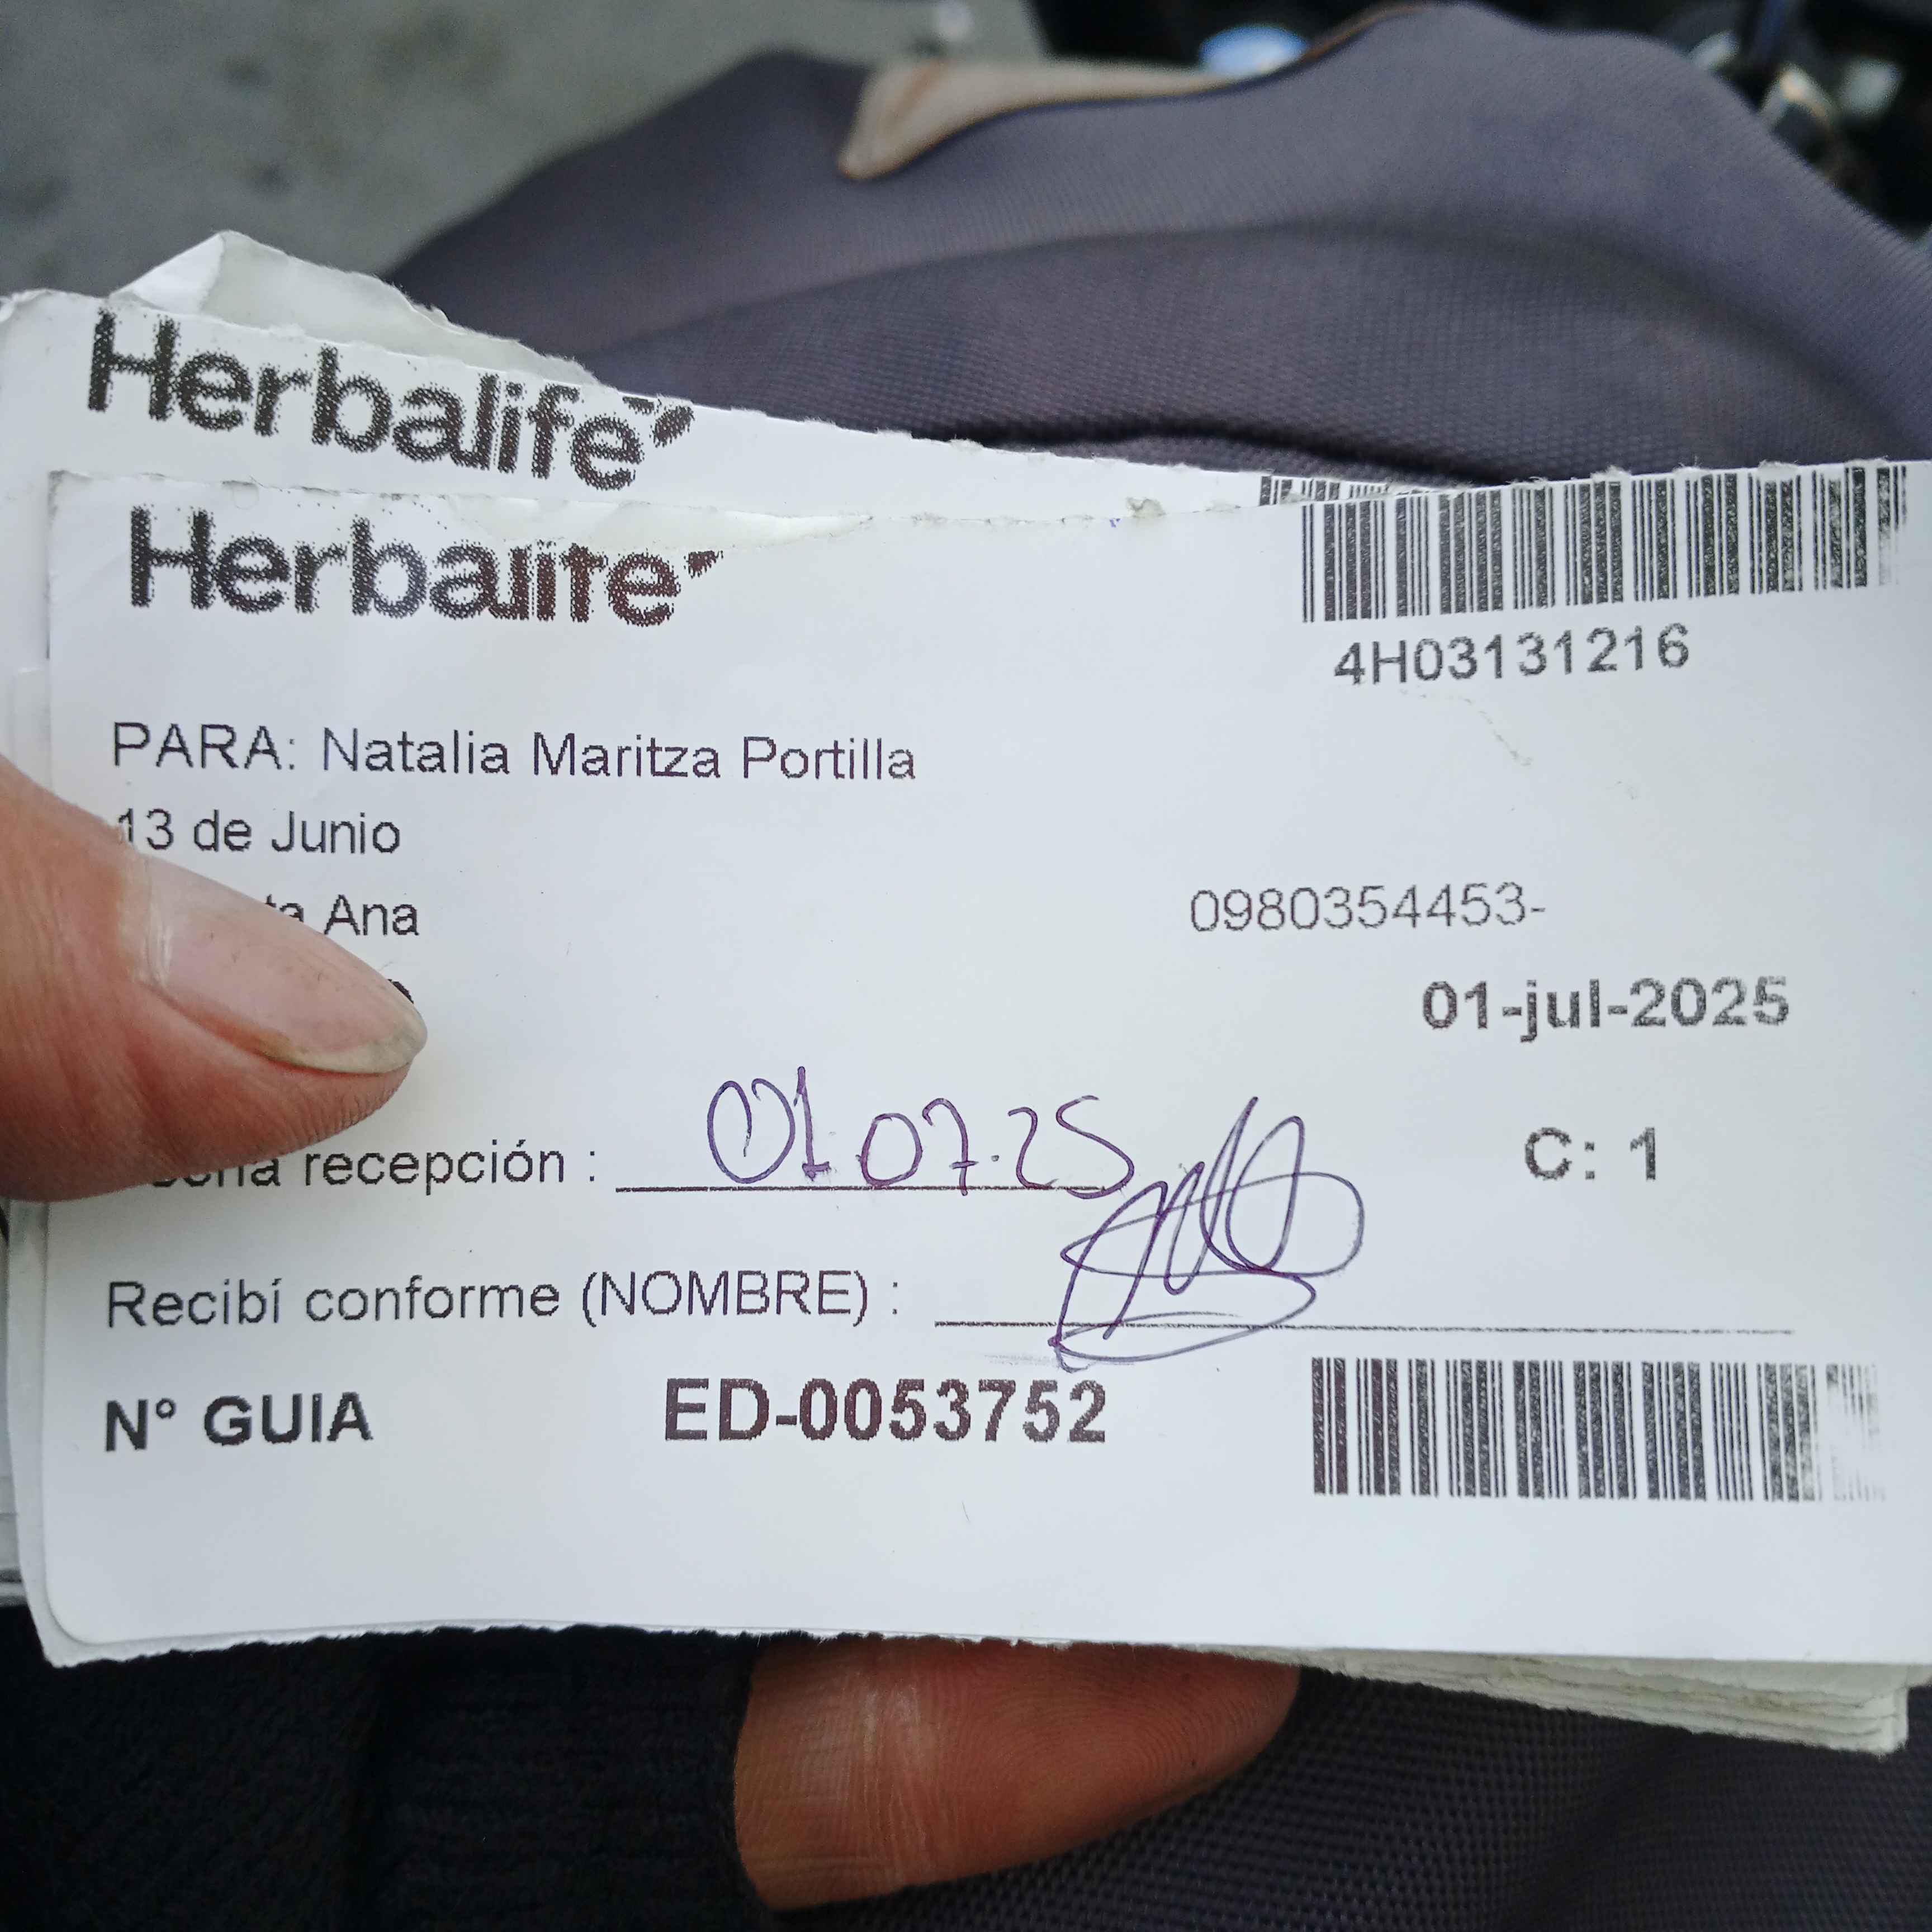 Herbalife
Herbalife
4H03131216
PARA: Natalia Maritza Portilla
13 de Junio
Ana
0980354453-
01-jul-2025
recepción : 01 07.25
C: 1
Recibí conforme (NOMBRE) :
N° GUIA ED-0053752